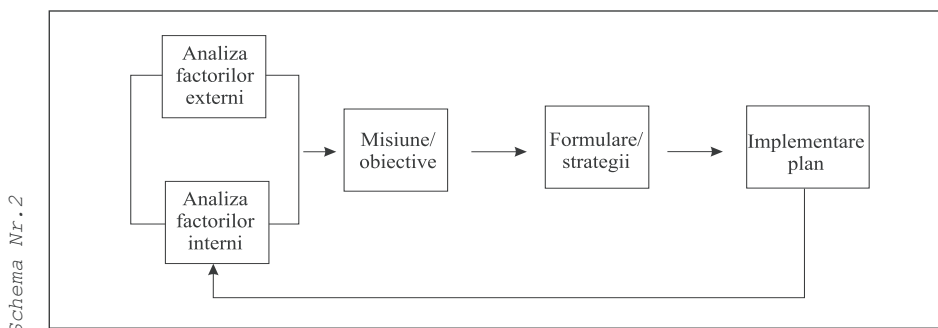 Schema Nr.2
Analiza
factorilor
externi
Analiza
factorilor
interni
Misiune/
obiective
Formulare/
strategii
Implementare
plan